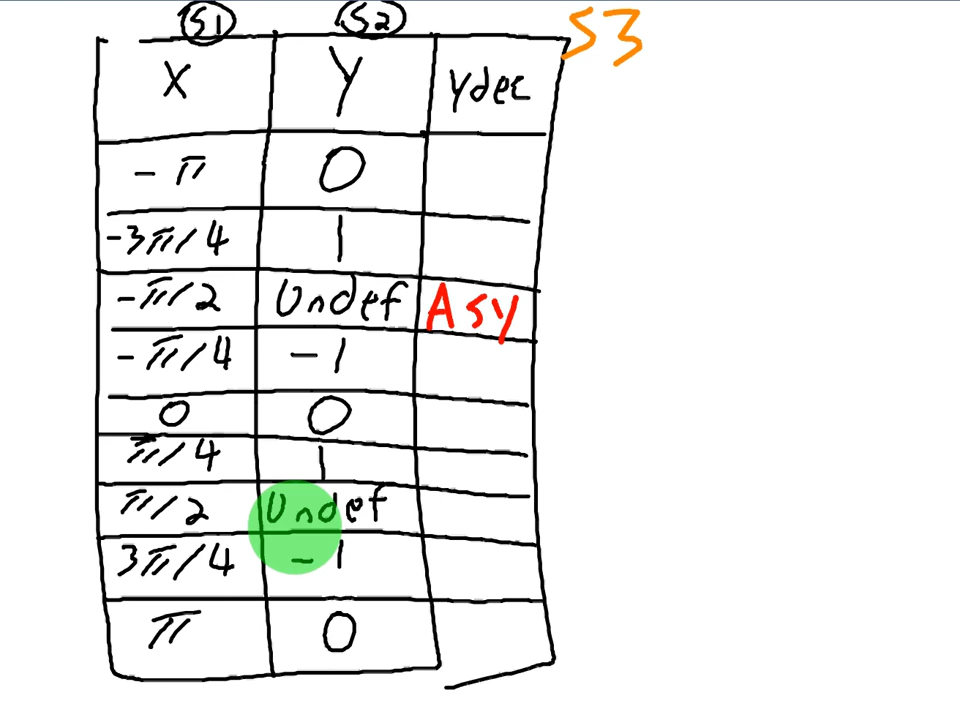 S1 S2 S3
X Y Ydec
-π 0
-3π/4 1
-π/2 Undef Asy
-π/4 -1
0 0
π/4 1
π/2 Undef
3π/4 -1
π 0